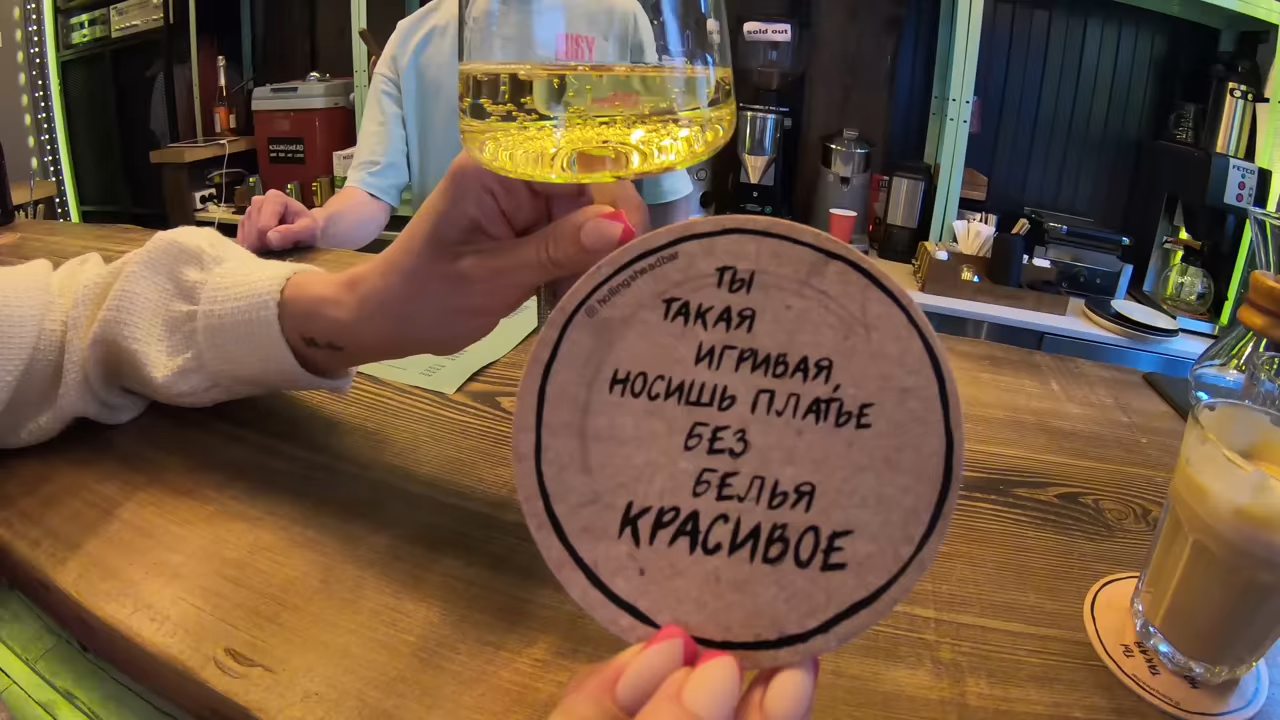 sold out
HOLLINGSHEAD
FETCO
@hollingsheadbar
ТЫ
ТАКАЯ
ИГРИВАЯ,
НОСИШЬ ПЛАТЬЕ
БЕЗ
БЕЛЬЯ
КРАСИВОЕ
ТЫ
ТАКАЯ